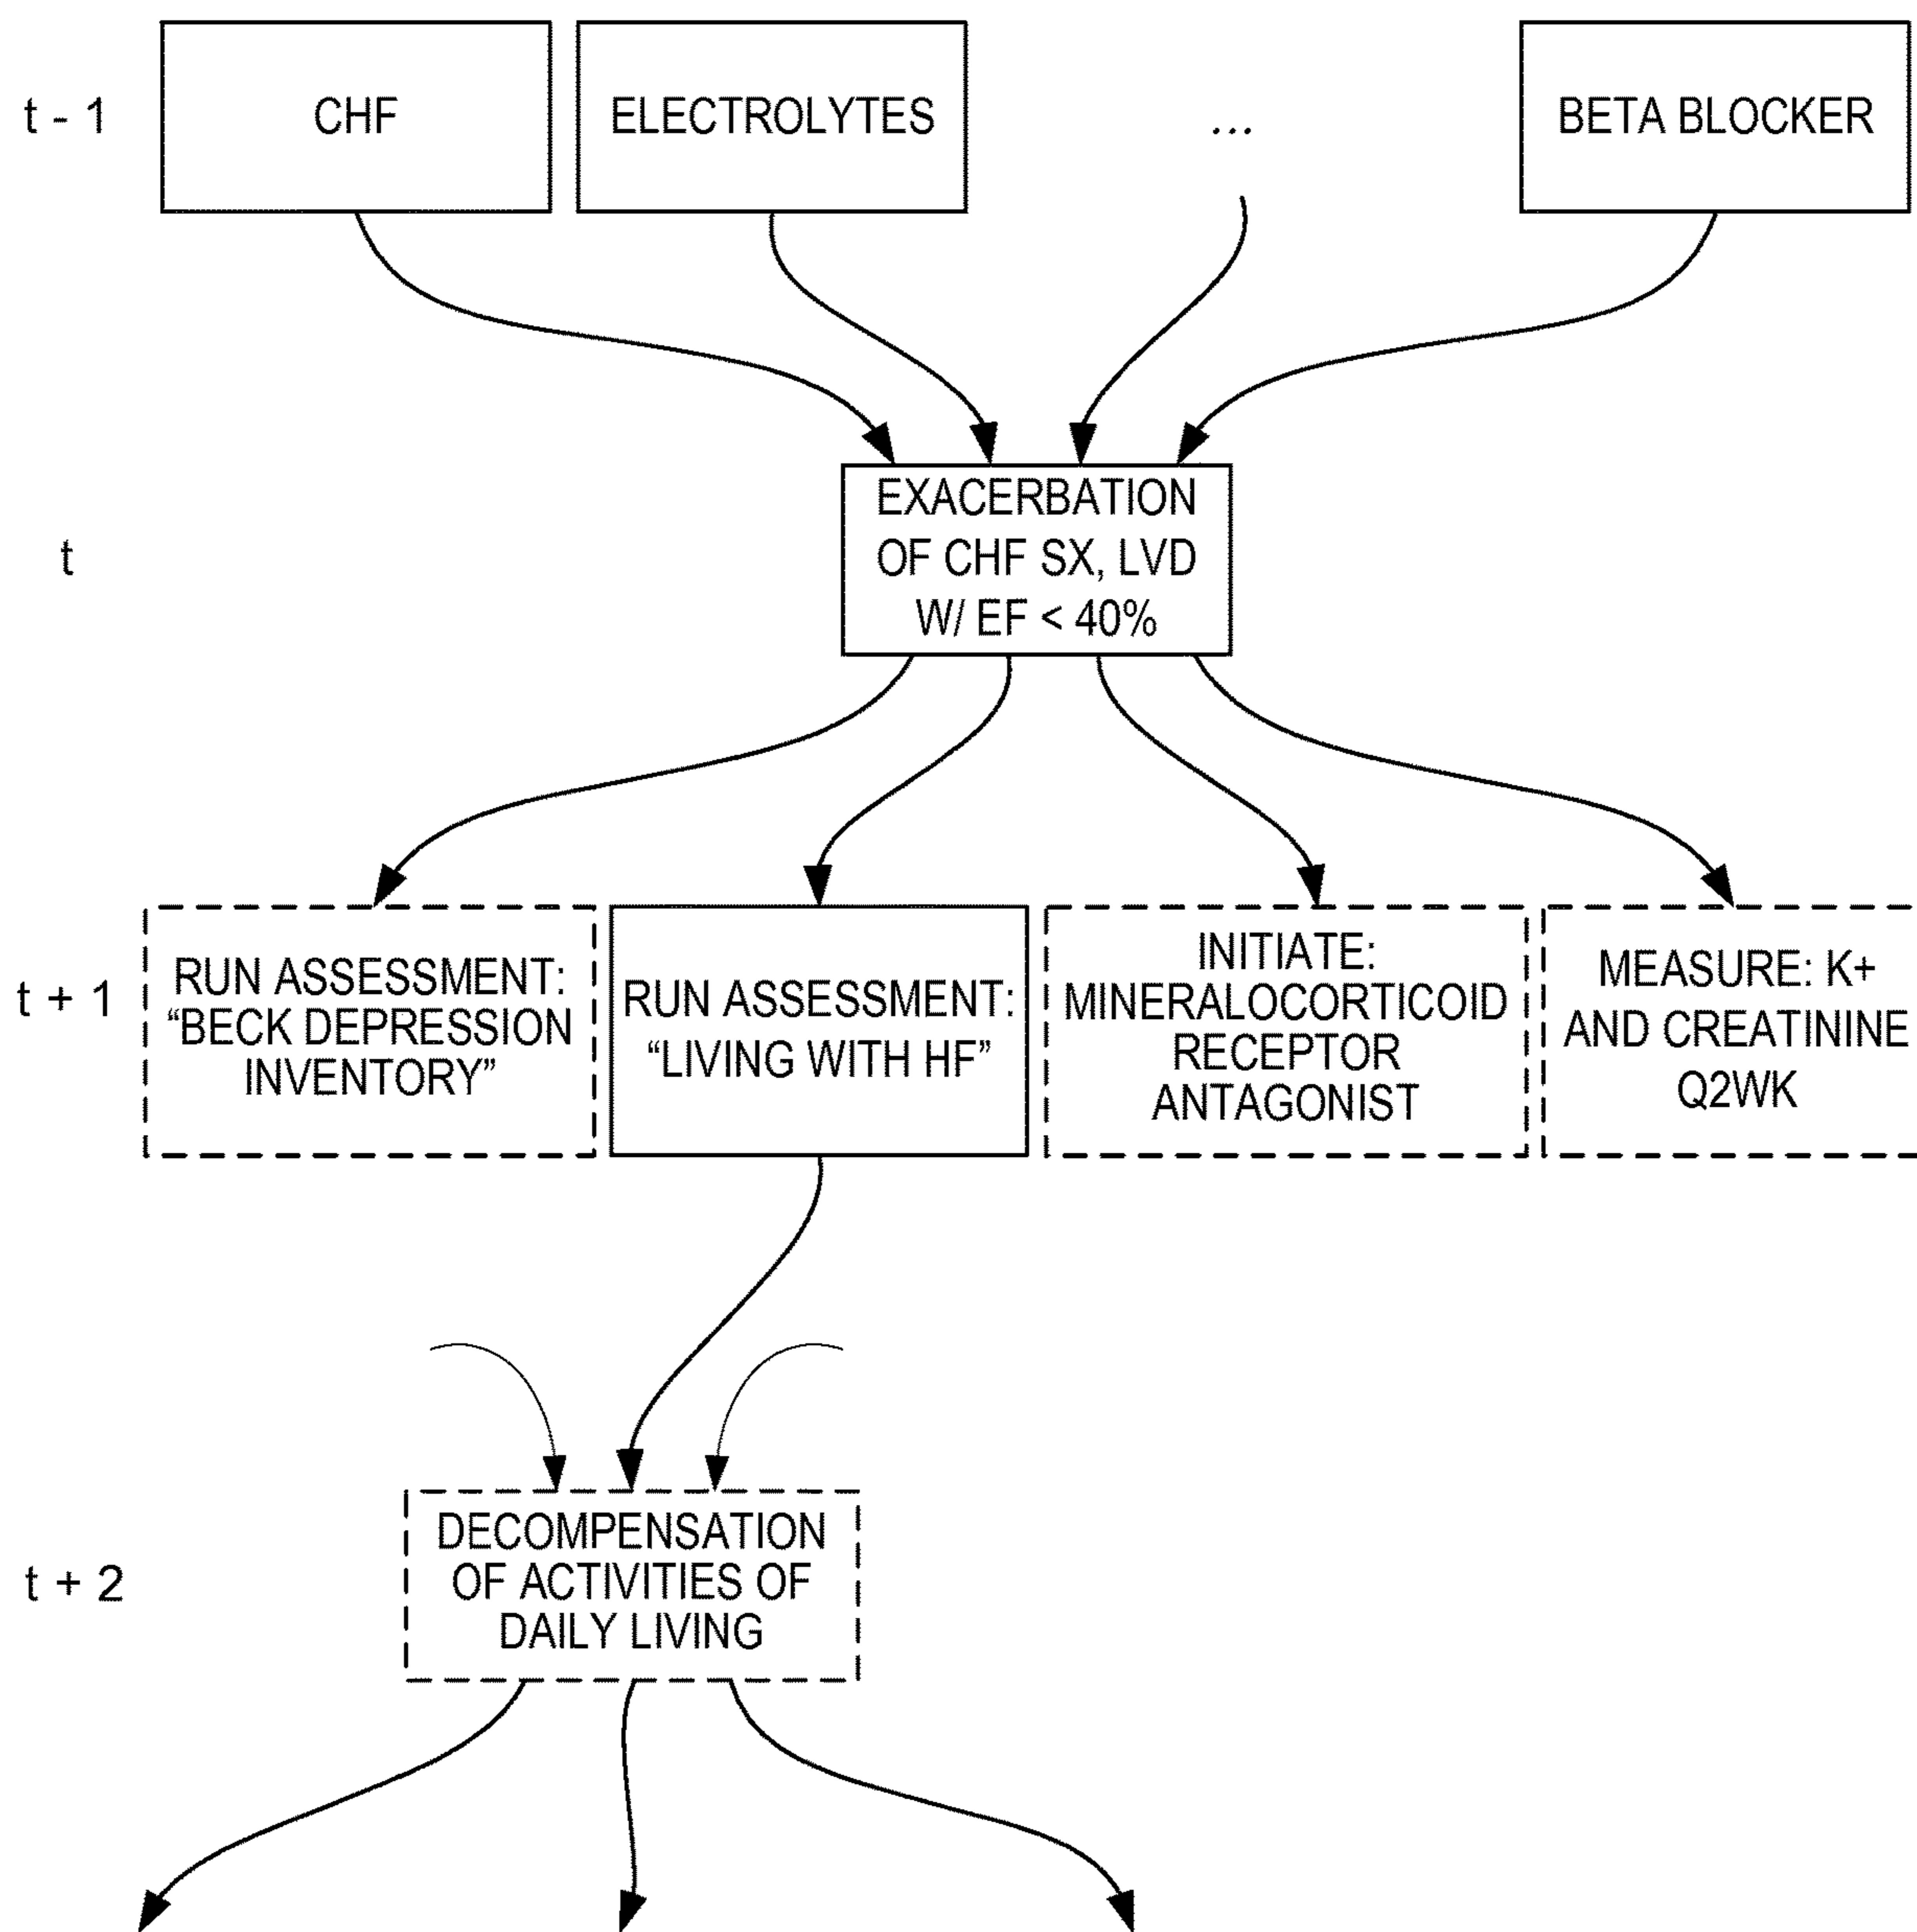 t - 1
CHF
ELECTROLYTES
...
BETA BLOCKER
t
EXACERBATION
OF CHF SX, LVD
W/ EF < 40%
t + 1
RUN ASSESSMENT:
“BECK DEPRESSION
INVENTORY”
RUN ASSESSMENT:
“LIVING WITH HF”
INITIATE:
MINERALOCORTICOID
RECEPTOR
ANTAGONIST
MEASURE: K+
AND CREATININE
Q2WK
t + 2
DECOMPENSATION
OF ACTIVITIES OF
DAILY LIVING